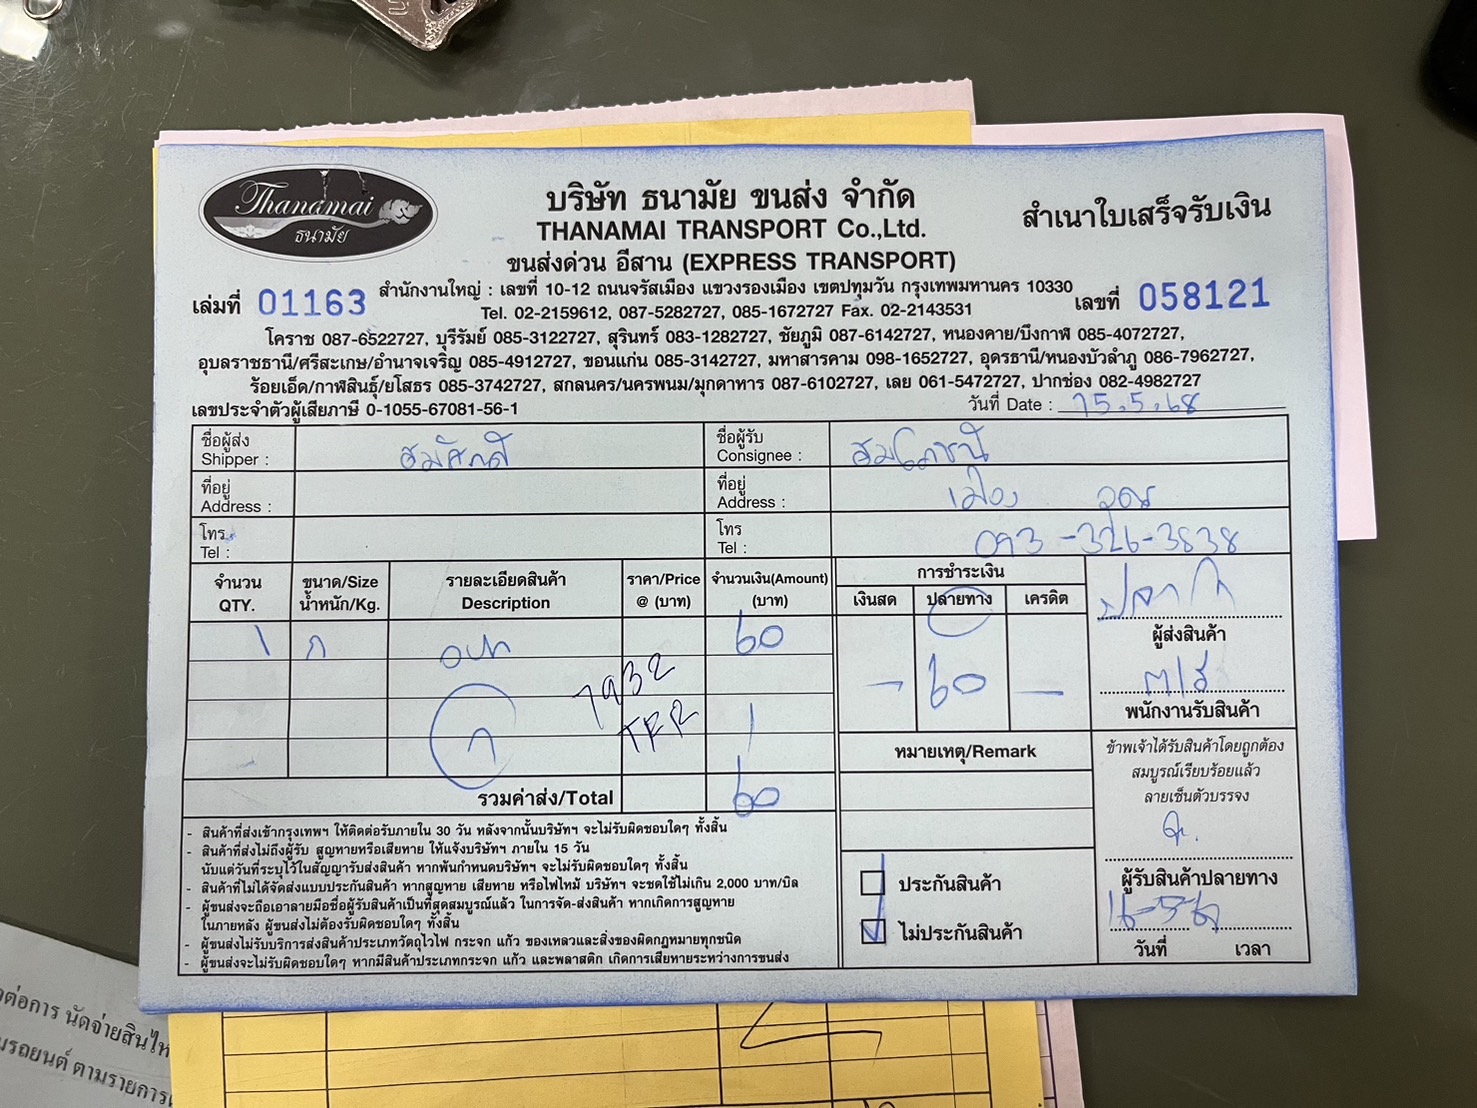 Thanamai
ธนามัย
บริษัท ธนามัย ขนส่ง จำกัด
THANAMAI TRANSPORT Co.,Ltd.
ขนส่งด่วน อีสาน (EXPRESS TRANSPORT)
สำเนาใบเสร็จรับเงิน
เล่มที่ 01163
สำนักงานใหญ่ : เลขที่ 10-12 ถนนจรัสเมือง แขวงรองเมือง เขตปทุมวัน กรุงเทพมหานคร 10330
Tel. 02-2159612, 087-5282727, 085-1672727 Fax. 02-2143531
เลขที่ 058121
โคราช 087-6522727, บุรีรัมย์ 085-3122727, สุรินทร์ 083-1282727, ชัยภูมิ 087-6142727, หนองคาย/บึงกาฬ 085-4072727,
อุบลราชธานี/ศรีสะเกษ/อำนาจเจริญ 085-4912727, ขอนแก่น 085-3142727, มหาสารคาม 098-1652727, อุดรธานี/หนองบัวลำภู 086-7962727,
ร้อยเอ็ด/กาฬสินธุ์/ยโสธร 085-3742727, สกลนคร/นครพนม/มุกดาหาร 087-6102727, เลย 061-5472727, ปากช่อง 082-4982727
เลขประจำตัวผู้เสียภาษี 0-1055-67081-56-1
วันที่ Date : 15.5.68
ชื่อผู้ส่ง
Shipper :
สมศักดิ์
ชื่อผู้รับ
Consignee :
ที่อยู่
Address :
ที่อยู่
Address :
เมือง
โทร
Tel :
โทร
Tel :
093-326-3838
จำนวน
QTY.
ขนาด/Size
น้ำหนัก/Kg.
รายละเอียดสินค้า
Description
ราคา/Price
@ (บาท)
จำนวนเงิน(Amount)
(บาท)
การชำระเงิน
เงินสด ปลายทาง เครดิต
1 ก 60
7932
TFR
- 60 -
ผู้ส่งสินค้า
พนักงานรับสินค้า
รวมค่าส่ง/Total 60
หมายเหตุ/Remark
ข้าพเจ้าได้รับสินค้าโดยถูกต้อง
สมบูรณ์เรียบร้อยแล้ว
ลายเซ็นตัวบรรจง
ผู้รับสินค้าปลายทาง
วันที่ เวลา
ประกันสินค้า
ไม่ประกันสินค้า
- สินค้าที่ส่งเข้ากรุงเทพฯ ให้ติดต่อรับภายใน 30 วัน หลังจากนั้นบริษัทฯ จะไม่รับผิดชอบใดๆ ทั้งสิ้น
- สินค้าที่ส่งไม่ถึงผู้รับ สูญหายหรือเสียหาย ให้แจ้งบริษัทฯ ภายใน 15 วัน
นับแต่วันที่ระบุไว้ในสัญญารับส่งสินค้า หากพ้นกำหนดบริษัทฯ จะไม่รับผิดชอบใดๆ ทั้งสิ้น
- สินค้าที่ไม่ได้จัดส่งแบบประกันสินค้า หากสูญหาย เสียหาย หรือไฟไหม้ บริษัทฯ จะชดใช้ไม่เกิน 2,000 บาท/บิล
- ผู้ขนส่งจะถือเอาลายมือชื่อผู้รับสินค้าเป็นที่สุดสมบูรณ์แล้ว ในการจัด-ส่งสินค้า หากเกิดการสูญหาย
ในภายหลัง ผู้ขนส่งไม่ต้องรับผิดชอบใดๆ ทั้งสิ้น
- ผู้ขนส่งไม่รับบริการส่งสินค้าประเภทวัตถุไวไฟ กระจก แก้ว ของเหลวและสิ่งของผิดกฎหมายทุกชนิด
- ผู้ขนส่งจะไม่รับผิดชอบใดๆ หากมีสินค้าประเภทกระจก แก้ว และพลาสติก เกิดการเสียหายระหว่างการขนส่ง
ต่อการ นัดจ่ายสินไห
มรถยนต์ ตามรายการ